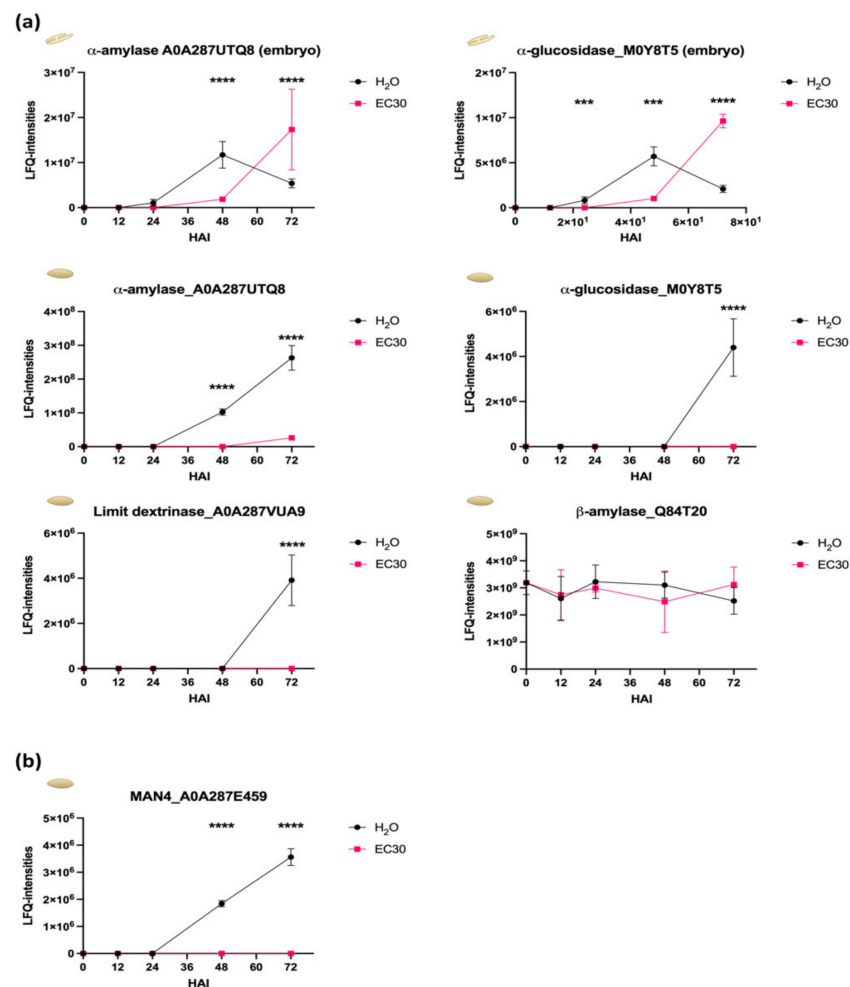 (a)
α-amylase A0A287UTQ8 (embryo)
LFQ-intensities
3×10⁷
2×10⁷
1×10⁷
0
0 12 24 36 48 60 72
HAI
**** ****
H₂O
EC30
α-glucosidase_M0Y8T5 (embryo)
LFQ-intensities
2×10⁷
1×10⁷
5×10⁶
0
0 2×10¹ 4×10¹ 6×10¹ 8×10¹
HAI
*** *** ****
H₂O
EC30
α-amylase_A0A287UTQ8
LFQ-intensities
4×10⁸
3×10⁸
2×10⁸
1×10⁸
0
0 12 24 36 48 60 72
HAI
**** ****
H₂O
EC30
α-glucosidase_M0Y8T5
LFQ-intensities
6×10⁶
4×10⁶
2×10⁶
0
0 12 24 36 48 60 72
HAI
****
H₂O
EC30
Limit dextrinase_A0A287VUA9
LFQ-intensities
6×10⁶
4×10⁶
2×10⁶
0
0 12 24 36 48 60 72
HAI
****
H₂O
EC30
β-amylase_Q84T20
LFQ-intensities
5×10⁹
4×10⁹
3×10⁹
2×10⁹
1×10⁹
0
0 12 24 36 48 60 72
HAI
H₂O
EC30
(b)
MAN4_A0A287E459
LFQ-intensities
5×10⁶
4×10⁶
3×10⁶
2×10⁶
1×10⁶
0
0 12 24 36 48 60 72
HAI
**** ****
H₂O
EC30